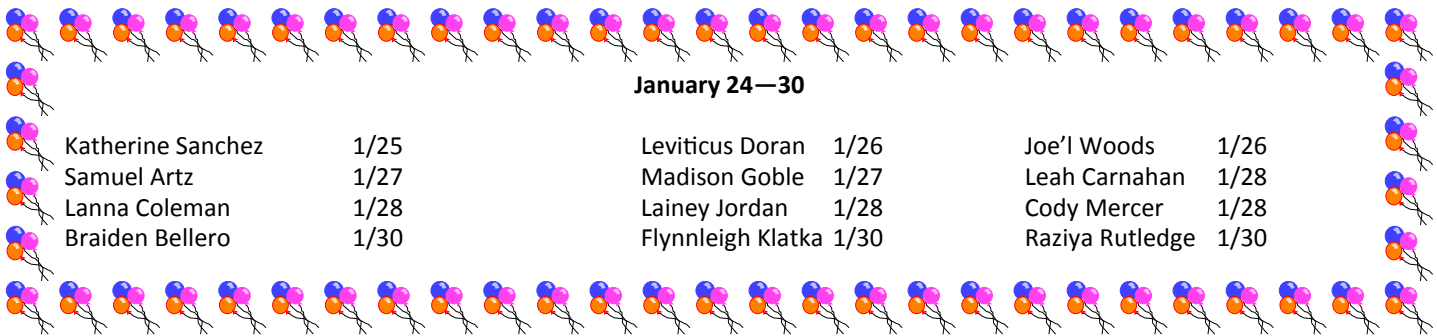 January 24—30
Katherine Sanchez 1/25 Leviticus Doran 1/26 Joe’l Woods 1/26
Samuel Artz 1/27 Madison Goble 1/27 Leah Carnahan 1/28
Lanna Coleman 1/28 Lainey Jordan 1/28 Cody Mercer 1/28
Braiden Bellero 1/30 Flynnleigh Klatka 1/30 Raziya Rutledge 1/30